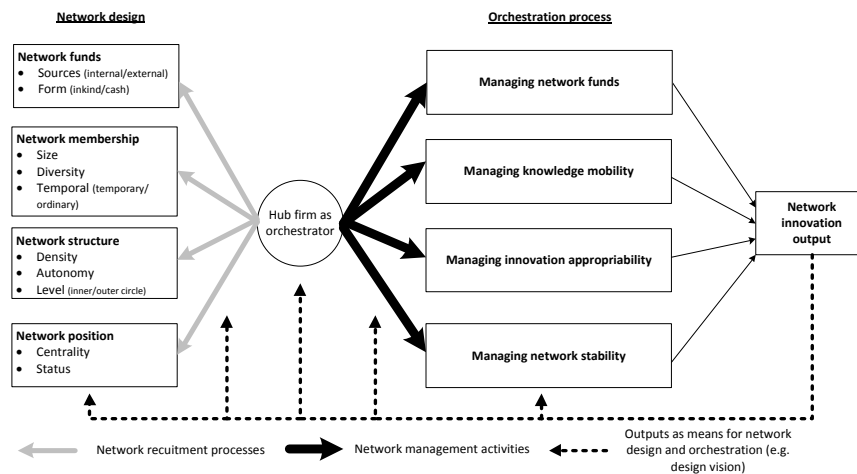 Network design
Orchestration process
Network funds
• Sources (internal/external)
• Form (inkind/cash)
Network membership
• Size
• Diversity
• Temporal (temporary/
ordinary)
Network structure
• Density
• Autonomy
• Level (inner/outer circle)
Network position
• Centrality
• Status
Hub firm as
orchestrator
Managing network funds
Managing knowledge mobility
Managing innovation appropriability
Managing network stability
Network
innovation
output
Network recuitment processes
Network management activities
Outputs as means for network
design and orchestration (e.g.
design vision)